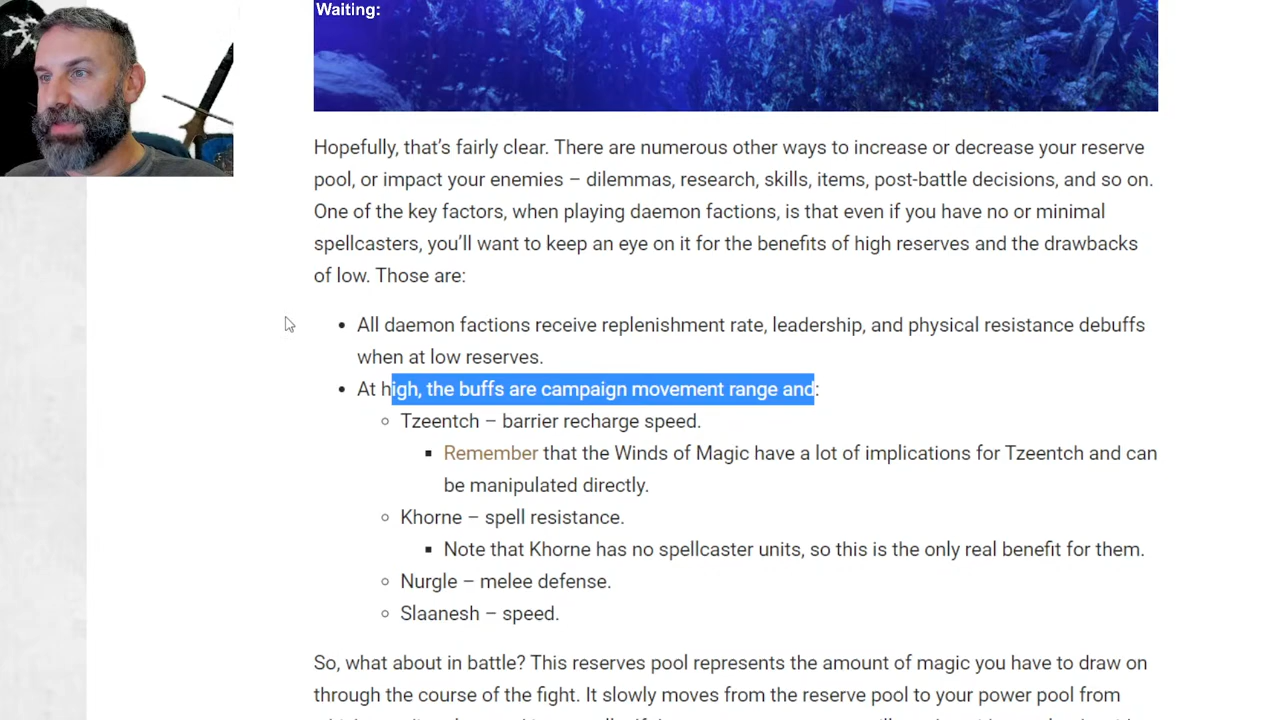 Waiting:
Hopefully, that’s fairly clear. There are numerous other ways to increase or decrease your reserve
pool, or impact your enemies – dilemmas, research, skills, items, post-battle decisions, and so on.
One of the key factors, when playing daemon factions, is that even if you have no or minimal
spellcasters, you’ll want to keep an eye on it for the benefits of high reserves and the drawbacks
of low. Those are:
• All daemon factions receive replenishment rate, leadership, and physical resistance debuffs
when at low reserves.
• At high, the buffs are campaign movement range and:
○ Tzeentch – barrier recharge speed.
▪ Remember that the Winds of Magic have a lot of implications for Tzeentch and can
be manipulated directly.
○ Khorne – spell resistance.
▪ Note that Khorne has no spellcaster units, so this is the only real benefit for them.
○ Nurgle – melee defense.
○ Slaanesh – speed.
So, what about in battle? This reserves pool represents the amount of magic you have to draw on
through the course of the fight. It slowly moves from the reserve pool to your power pool from